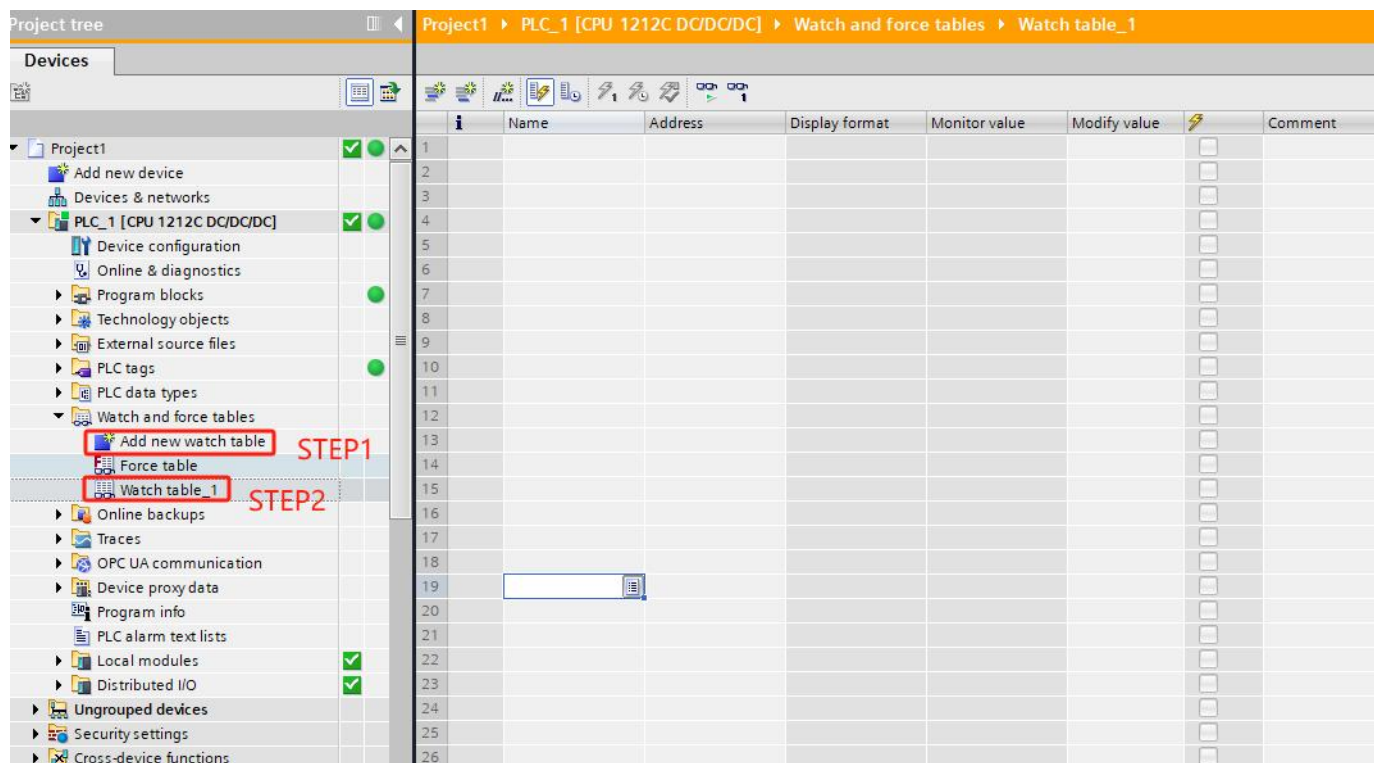 Project tree
Project1 ▸ PLC_1 [CPU 1212C DC/DC/DC] ▸ Watch and force tables ▸ Watch table_1
Devices
i Name Address Display format Monitor value Modify value Comment
Project1
Add new device
Devices & networks
PLC_1 [CPU 1212C DC/DC/DC]
Device configuration
Online & diagnostics
Program blocks
Technology objects
External source files
PLC tags
PLC data types
Watch and force tables
Add new watch table
STEP1
Force table
Watch table_1
STEP2
Online backups
Traces
OPC UA communication
Device proxy data
Program info
PLC alarm text lists
Local modules
Distributed I/O
Ungrouped devices
Security settings
Cross-device functions
1
2
3
4
5
6
7
8
9
10
11
12
13
14
15
16
17
18
19
20
21
22
23
24
25
26